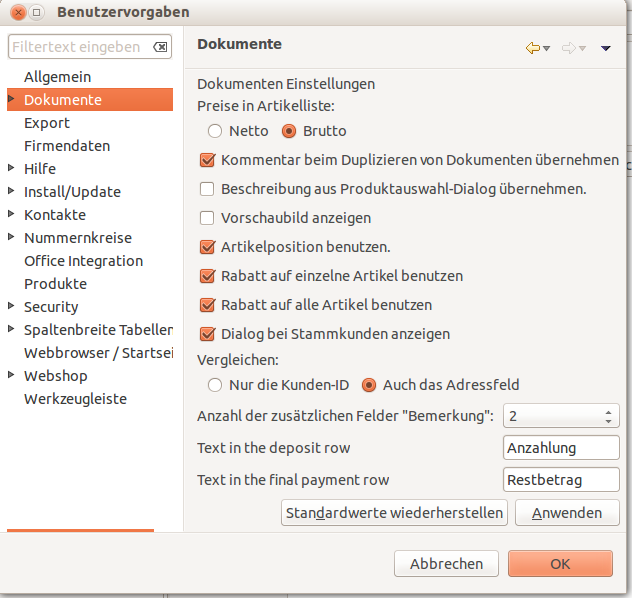 Benutzervorgaben
Filtertext eingeben
Allgemein
Dokumente
Export
Firmendaten
Hilfe
Install/Update
Kontakte
Nummernkreise
Office Integration
Produkte
Security
Spaltenbreite Tabellen
Webbrowser / Startsei
Webshop
Werkzeugleiste
Dokumente
Dokumenten Einstellungen
Preise in Artikelliste:
Netto Brutto
Kommentar beim Duplizieren von Dokumenten übernehmen
Beschreibung aus Produktauswahl-Dialog übernehmen.
Vorschaubild anzeigen
Artikelposition benutzen.
Rabatt auf einzelne Artikel benutzen
Rabatt auf alle Artikel benutzen
Dialog bei Stammkunden anzeigen
Vergleichen:
Nur die Kunden-ID Auch das Adressfeld
Anzahl der zusätzlichen Felder "Bemerkung": 2
Text in the deposit row Anzahlung
Text in the final payment row Restbetrag
Standardwerte wiederherstellen Anwenden
Abbrechen OK